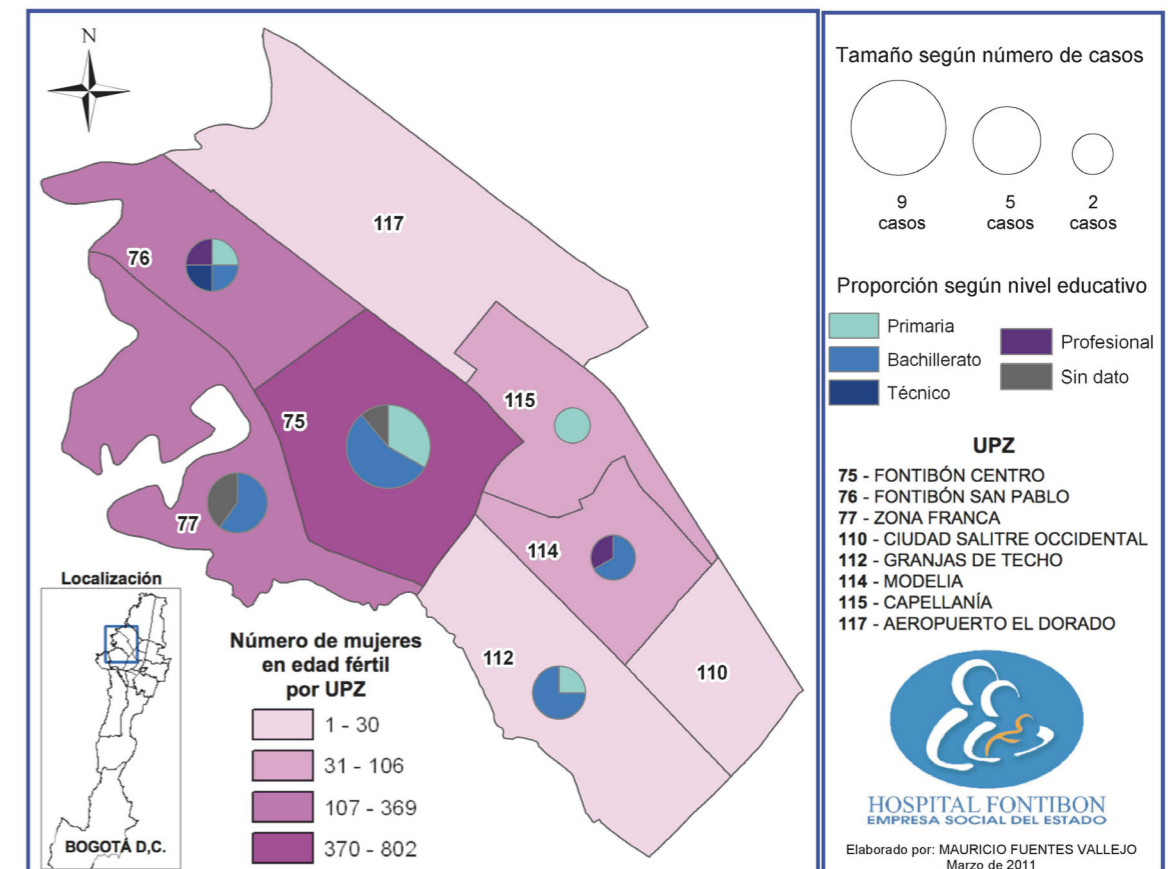 N
117
76
115
75
77
114
112
110
Localización
BOGOTÁ D,C.
Número de mujeres
en edad fértil
por UPZ
1 - 30
31 - 106
107 - 369
370 - 802
Tamaño según número de casos
9 casos
5 casos
2 casos
Proporción según nivel educativo
Primaria
Bachillerato
Técnico
Profesional
Sin dato
UPZ
75 - FONTIBÓN CENTRO
76 - FONTIBÓN SAN PABLO
77 - ZONA FRANCA
110 - CIUDAD SALITRE OCCIDENTAL
112 - GRANJAS DE TECHO
114 - MODELIA
115 - CAPELLANÍA
117 - AEROPUERTO EL DORADO
HOSPITAL FONTIBON
EMPRESA SOCIAL DEL ESTADO
Elaborado por: MAURICIO FUENTES VALLEJO
Marzo de 2011